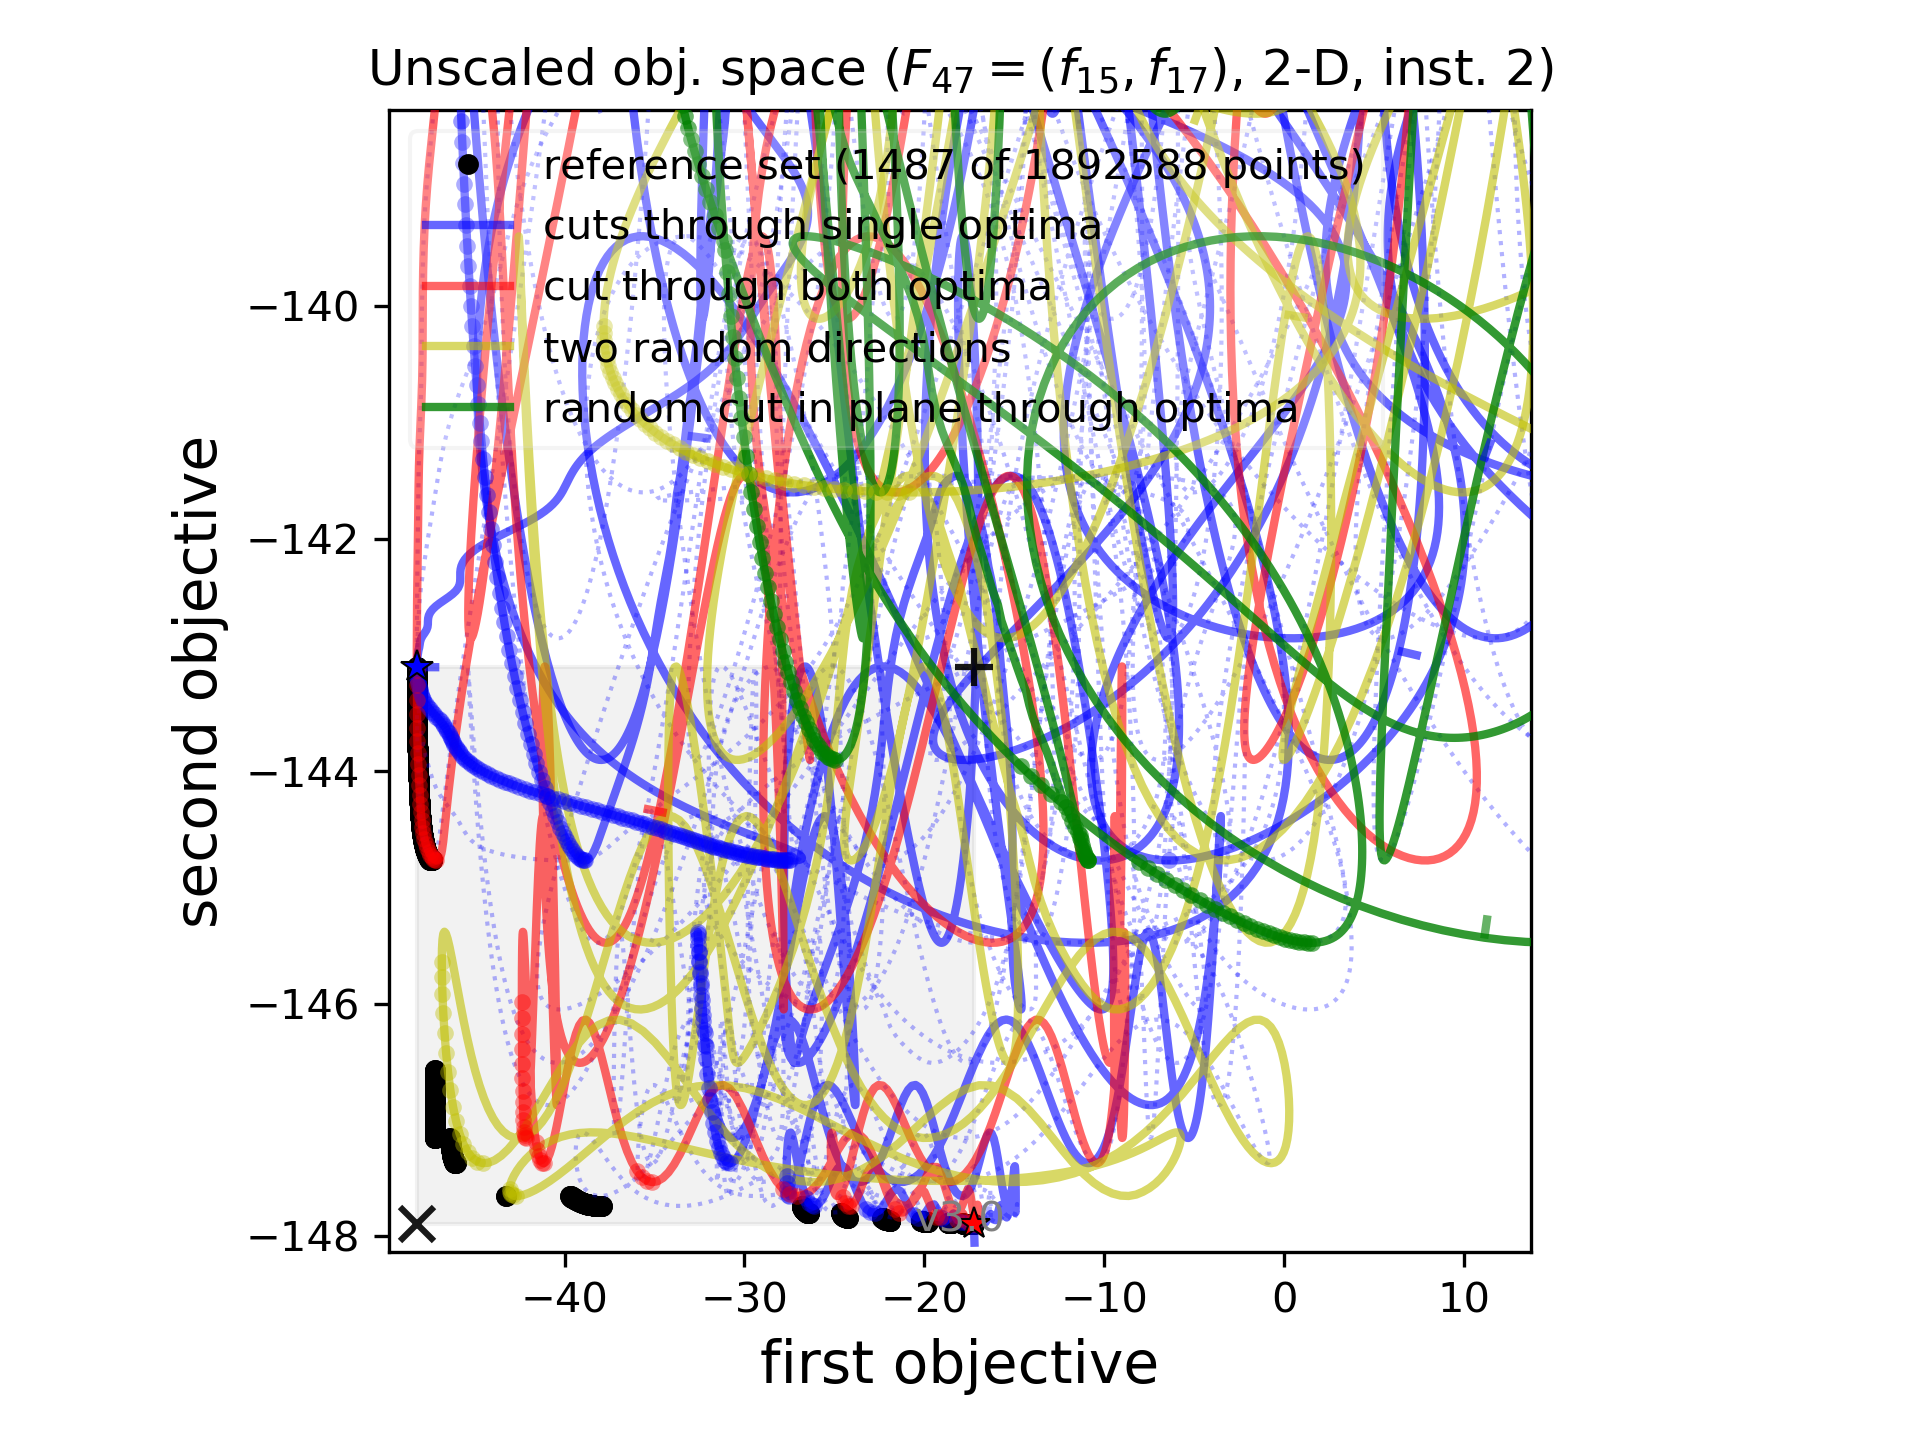 Unscaled obj. space (F₄₇ = (f₁₅, f₁₇), 2-D, inst. 2)
reference set (1487 of 1892588 points)
cuts through single optima
cut through both optima
two random directions
random cut in plane through optima
−140
−142
−144
−146
−148
second objective
v3.0
−40 −30 −20 −10 0 10
first objective